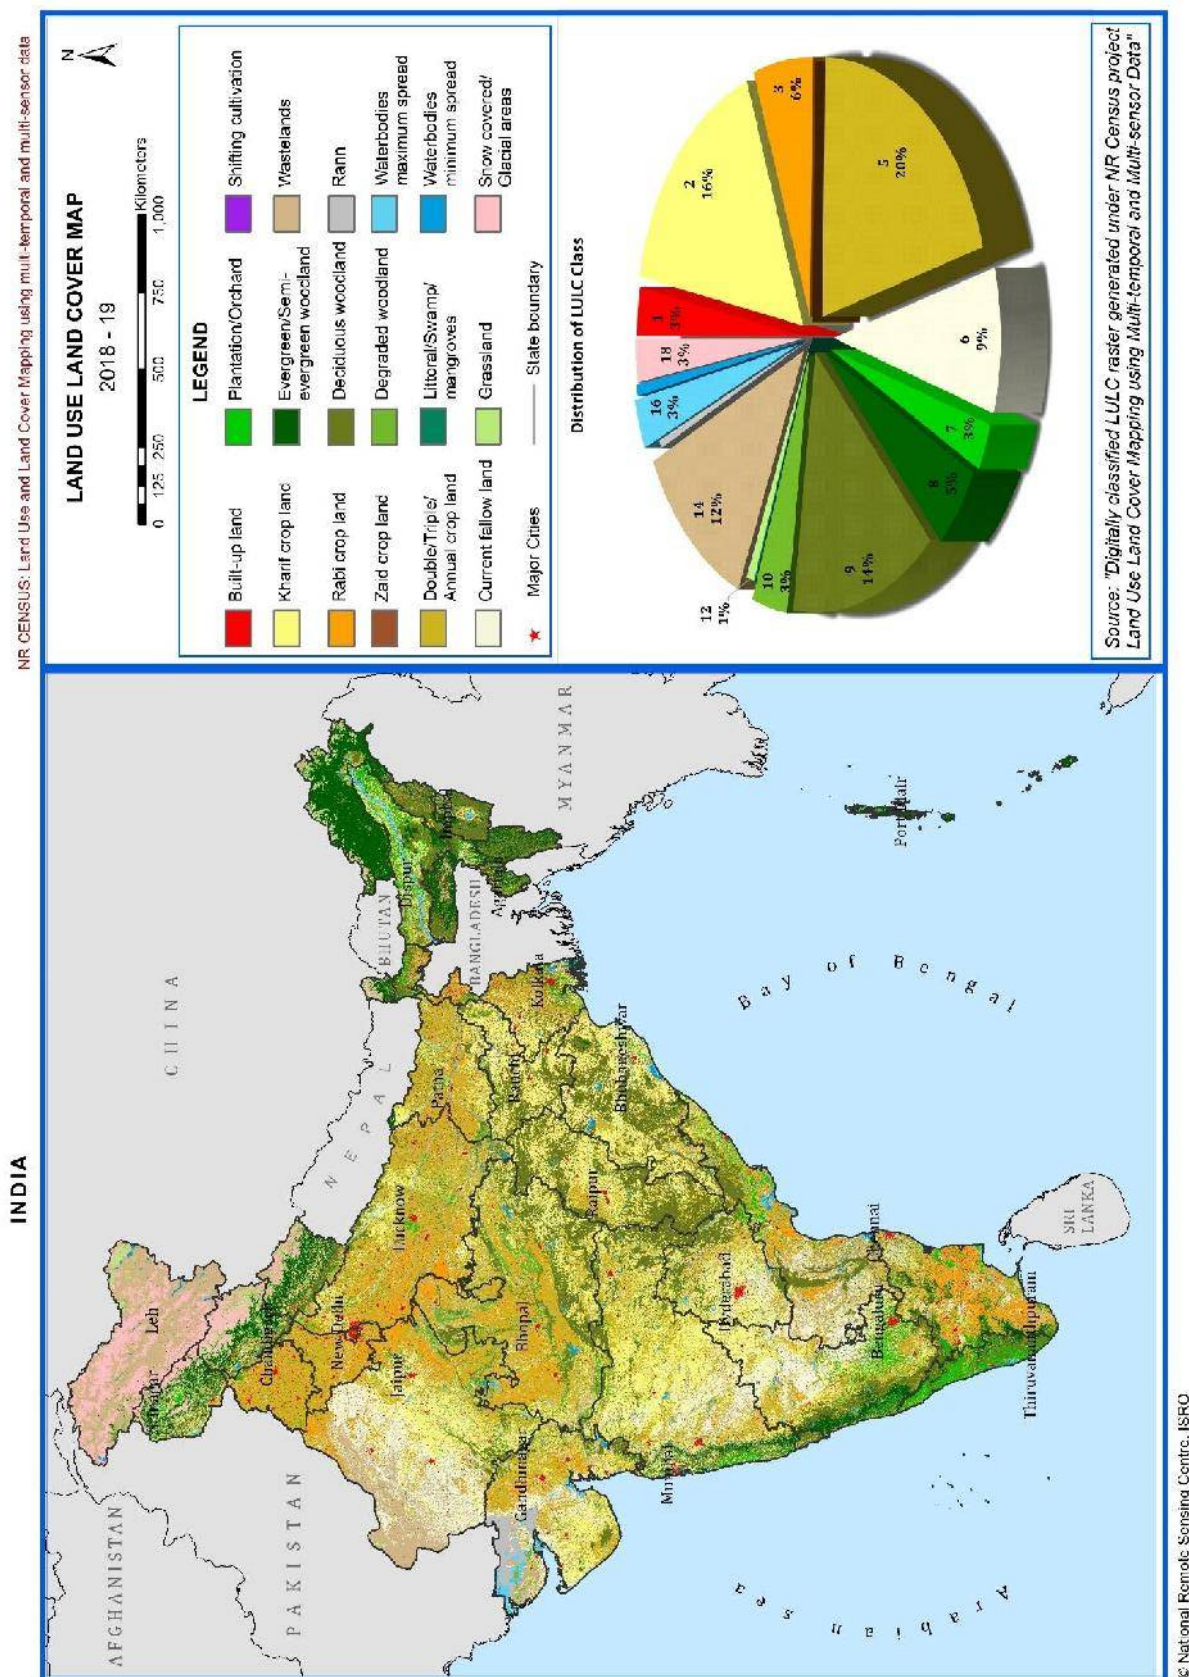 INDIA
NR CENSUS: Land Use and Land Cover Mapping using multi-temporal and multi-sensor data
AFGHANISTAN
PAKISTAN
CHINA
NEPAL
BHUTAN
BANGLADESH
MYANMAR
SRI
LANKA
Arabian sea
Bay of Bengal
Leh
Chandigarh
New Delhi
Jaipur
Lucknow
Patna
Dispur
Imphal
Gandhinagar
Bhopal
Ranchi
Kolkata
Raipur
Bhubaneshwar
Mumbai
Hyderabad
Bengaluru
Chennai
Thiruvananthpuram
Port Blair
LAND USE LAND COVER MAP
2018 - 19
N
0 125 250 500 750 1,000
Kilometers
LEGEND
Built-up land
Kharif crop land
Rabi crop land
Zaid crop land
Double/Triple/
Annual crop land
Current fallow land
Major Cities
Plantation/Orchard
Evergreen/Semi-
evergreen woodland
Deciduous woodland
Degraded woodland
Littoral/Swamp/
mangroves
Grassland
State boundary
Shifting cultivation
Wastelands
Rann
Waterbodies
maximum spread
Waterbodies
minimum spread
Snow covered/
Glacial areas
Distribution of LULC Class
1
3%
2
16%
3
6%
5
20%
6
9%
7
3%
8
5%
9
14%
10
3%
12
1%
14
12%
16
3%
18
3%
Source: "Digitally classified LULC raster generated under NR Census project
Land Use Land Cover Mapping using Multi-temporal and Multi-sensor Data"
© National Remote Sensing Centre, ISRO